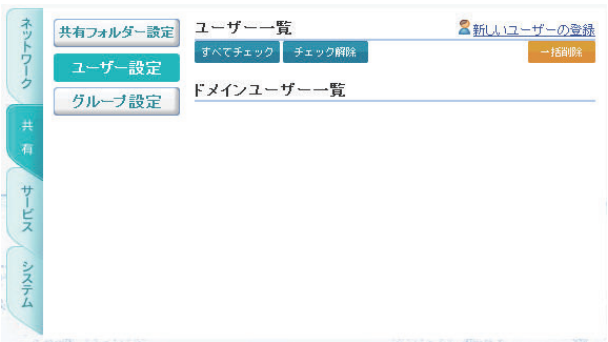 ネットワーク
共有
サービス
システム
共有フォルダー設定
ユーザー設定
グループ設定
ユーザー一覧
新しいユーザーの登録
すべてチェック
チェック解除
一括削除
ドメインユーザー一覧